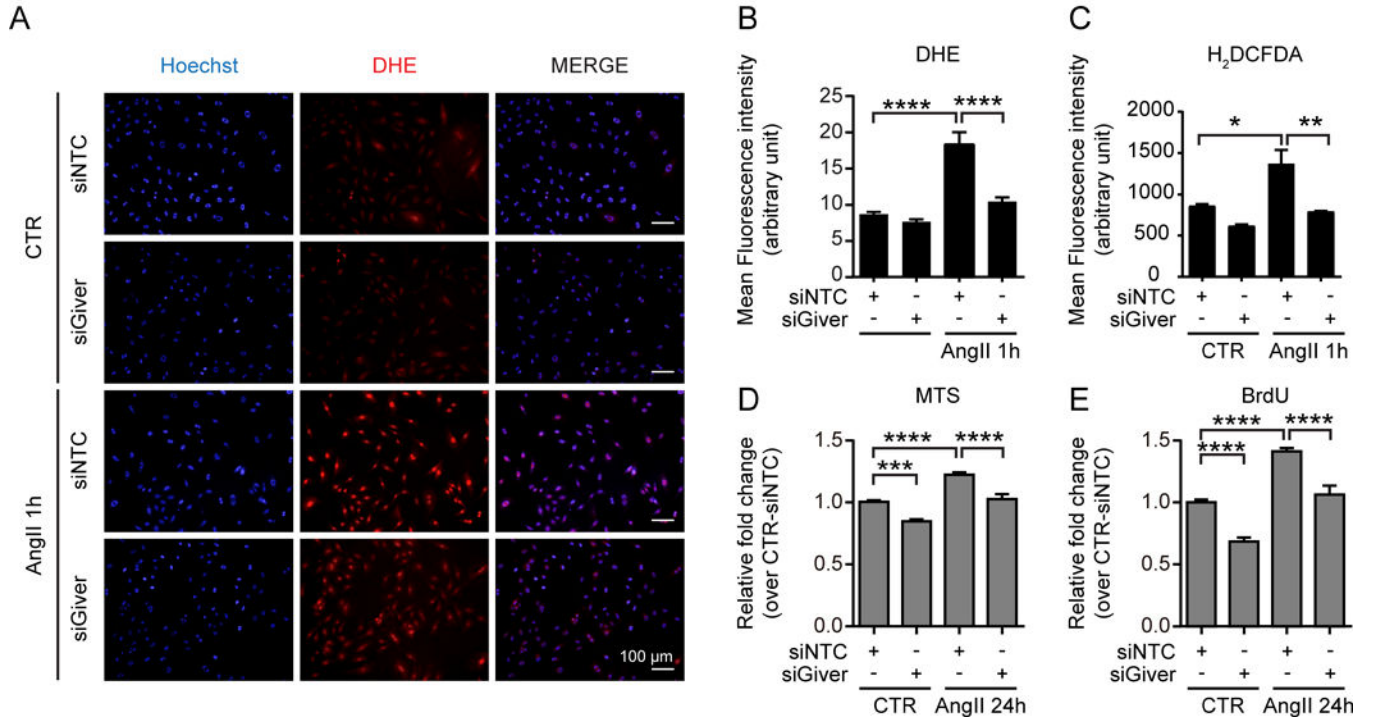 A
Hoechst DHE MERGE
CTR
siNTC
siGiver
AngII 1h
siNTC
siGiver
100 µm
B
DHE
Mean Fluorescence intensity
(arbitrary unit)
25
20
15
10
5
0
**** ****
siNTC + - + -
siGiver - + - +
AngII 1h
C
H₂DCFDA
Mean Fluorescence intensity
(arbitrary unit)
2000
1500
1000
500
0
* **
siNTC + - + -
siGiver - + - +
CTR AngII 1h
D
MTS
Relative fold change
(over CTR-siNTC)
1.5
1.0
0.5
0.0
**** ****
***
siNTC + - + -
siGiver - + - +
CTR AngII 24h
E
BrdU
Relative fold change
(over CTR-siNTC)
1.5
1.0
0.5
0.0
**** ****
****
siNTC + - + -
siGiver - + - +
CTR AngII 24h